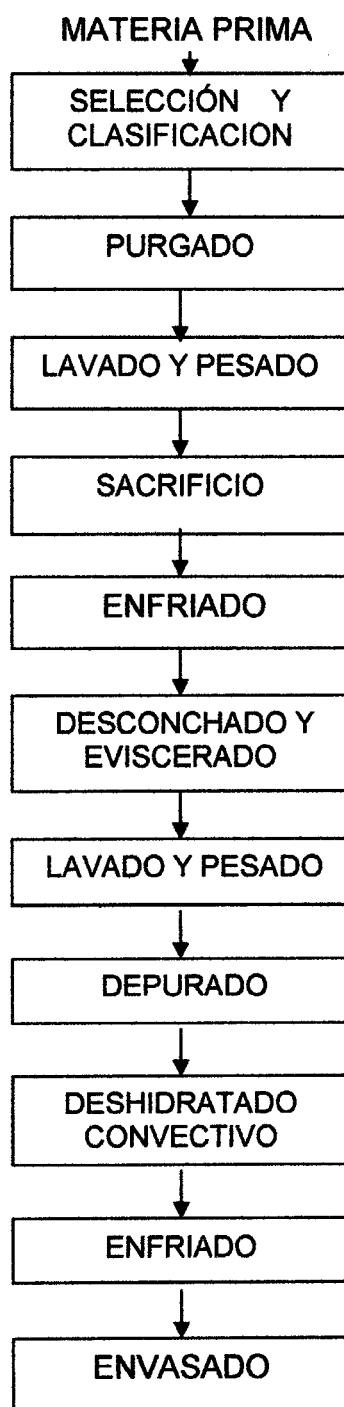 MATERIA PRIMA
SELECCIÓN Y
CLASIFICACION
PURGADO
LAVADO Y PESADO
SACRIFICIO
ENFRIADO
DESCONCHADO Y
EVISCERADO
LAVADO Y PESADO
DEPURADO
DESHIDRATADO
CONVECTIVO
ENFRIADO
ENVASADO